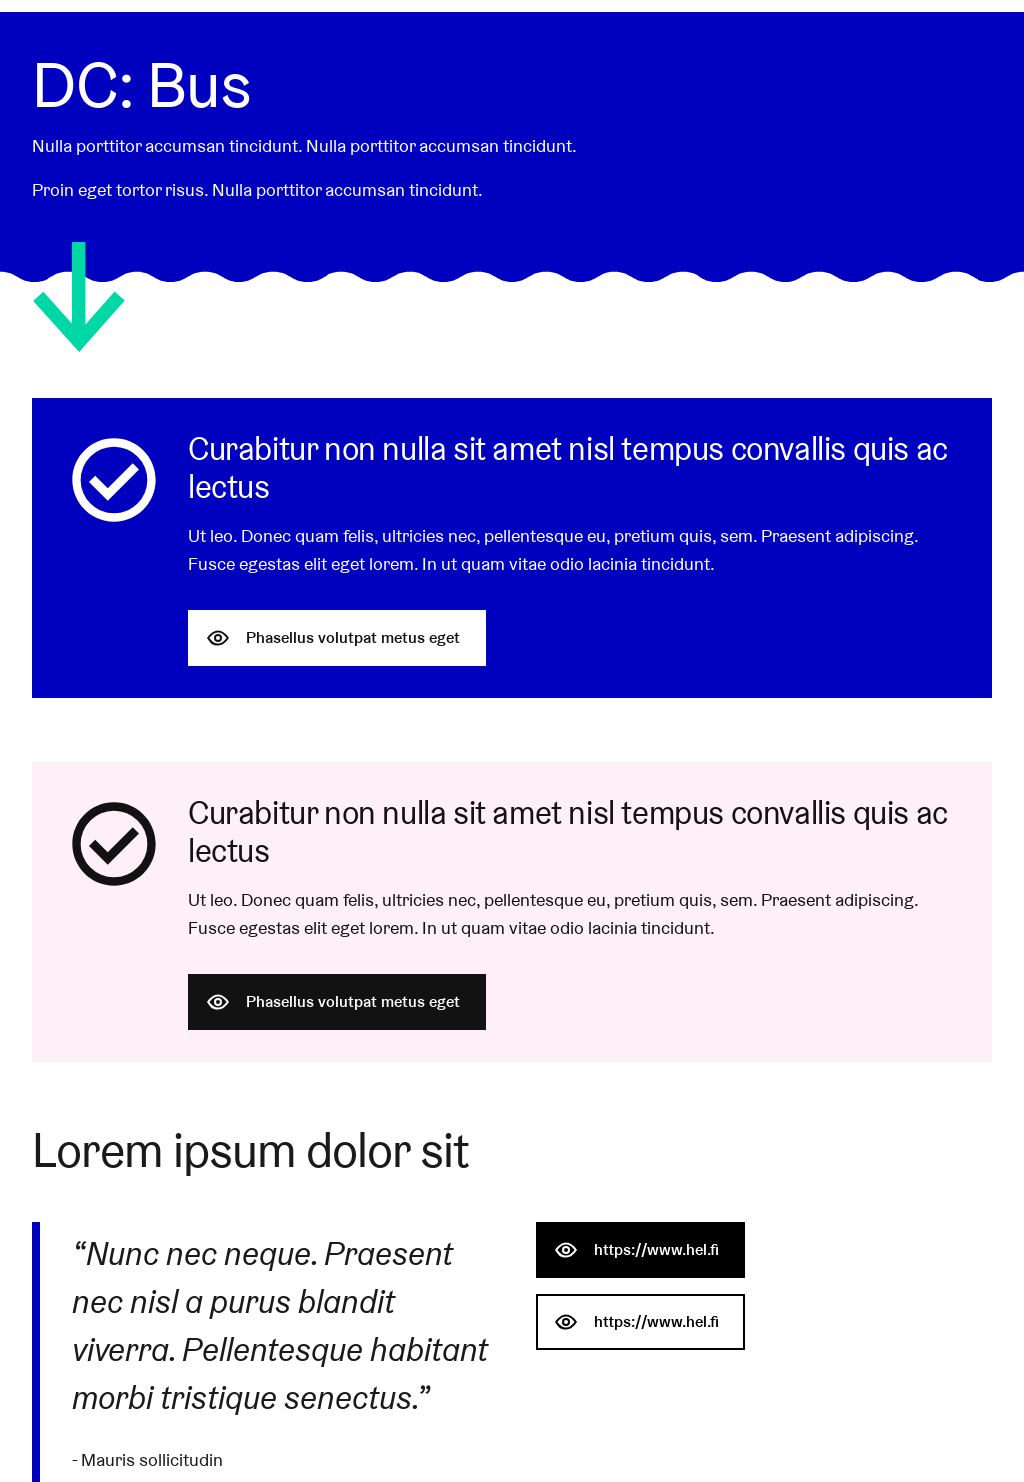 DC: Bus
Nulla porttitor accumsan tincidunt. Nulla porttitor accumsan tincidunt.
Proin eget tortor risus. Nulla porttitor accumsan tincidunt.
Curabitur non nulla sit amet nisl tempus convallis quis ac
lectus
Ut leo. Donec quam felis, ultricies nec, pellentesque eu, pretium quis, sem. Praesent adipiscing.
Fusce egestas elit eget lorem. In ut quam vitae odio lacinia tincidunt.
Phasellus volutpat metus eget
Curabitur non nulla sit amet nisl tempus convallis quis ac
lectus
Ut leo. Donec quam felis, ultricies nec, pellentesque eu, pretium quis, sem. Praesent adipiscing.
Fusce egestas elit eget lorem. In ut quam vitae odio lacinia tincidunt.
Phasellus volutpat metus eget
Lorem ipsum dolor sit
“Nunc nec neque. Praesent
nec nisl a purus blandit
viverra. Pellentesque habitant
morbi tristique senectus.”
- Mauris sollicitudin
https://www.hel.fi
https://www.hel.fi